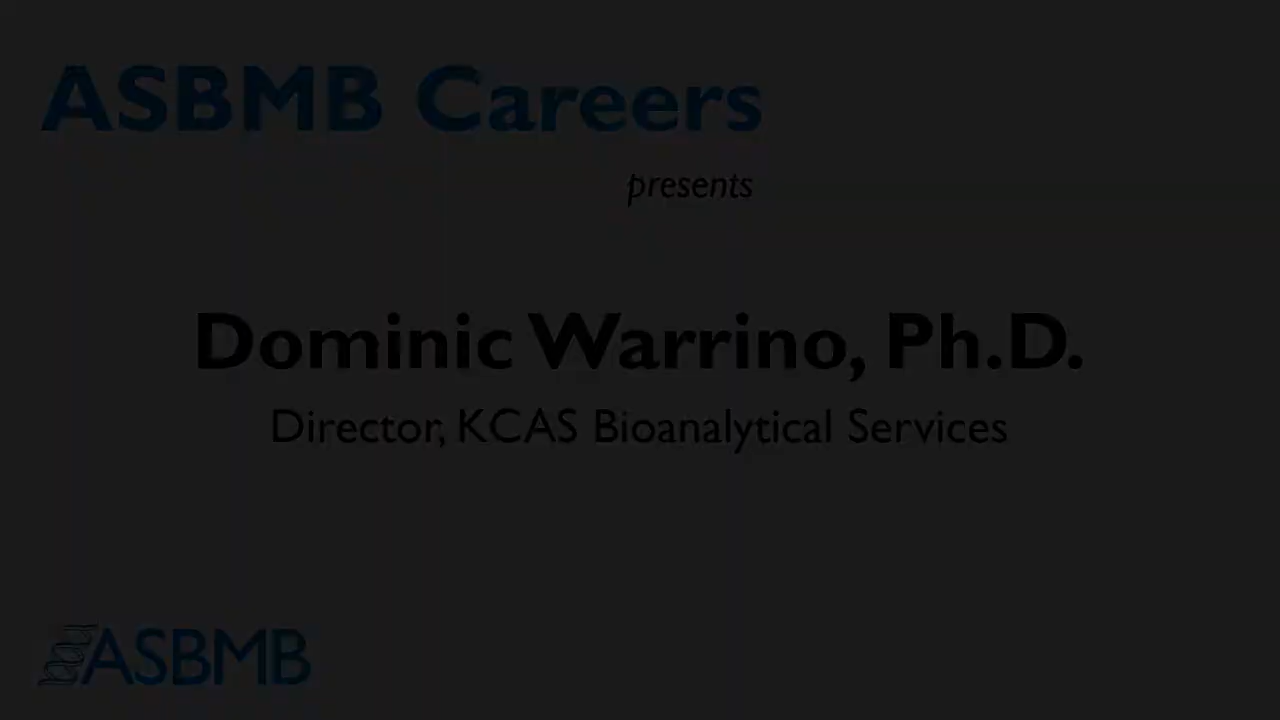 ASBMB Careers
presents
Dominic Warrino, Ph.D.
Director, KCAS Bioanalytical Services
ASBMB